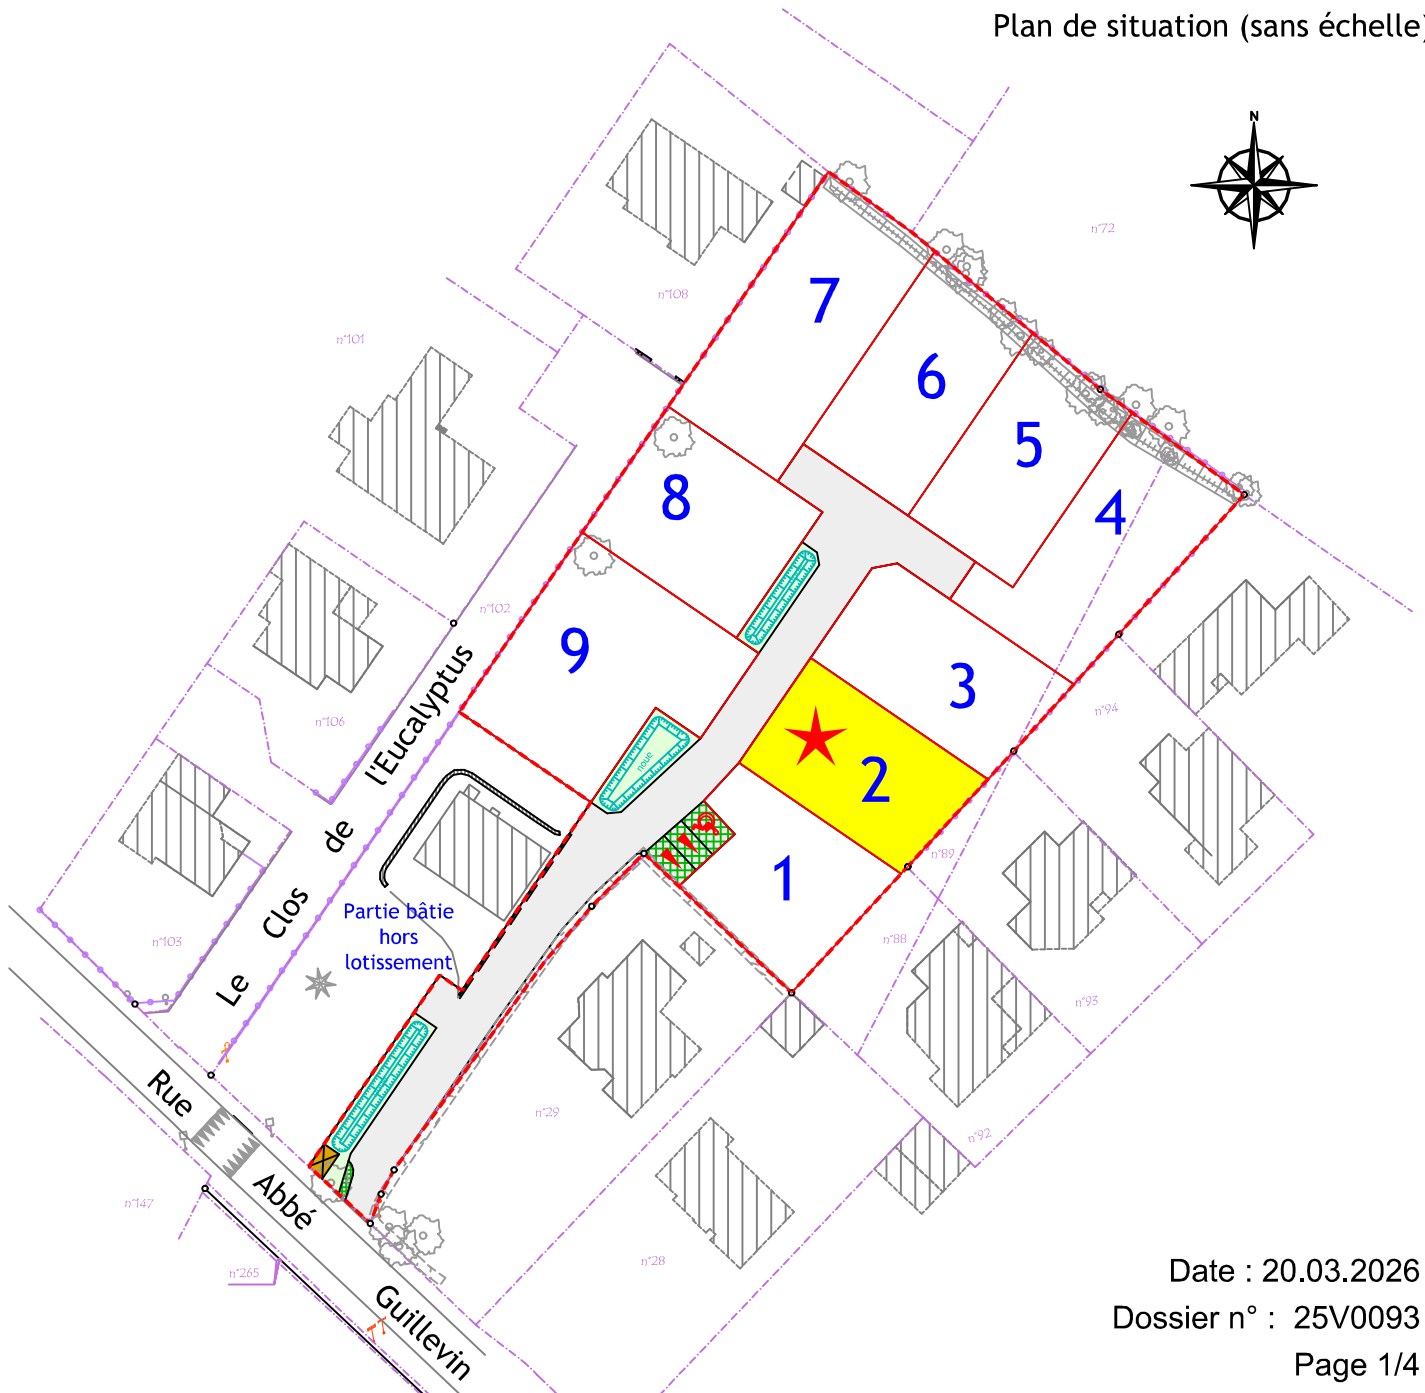 Plan de situation (sans échelle)
N
n°72
n°108
7
n°101
6
5
8
4
n°102
9
l'Eucalyptus
3
n°106
n°94
noue
2
de
n°89
1
Clos
Partie bâtie
hors
lotissement
n°103
n°88
Le
n°93
Rue
n°29
n°92
Abbé
n°147
n°28
n°265
Guillevin
Date : 20.03.2026
Dossier n° : 25V0093
Page 1/4